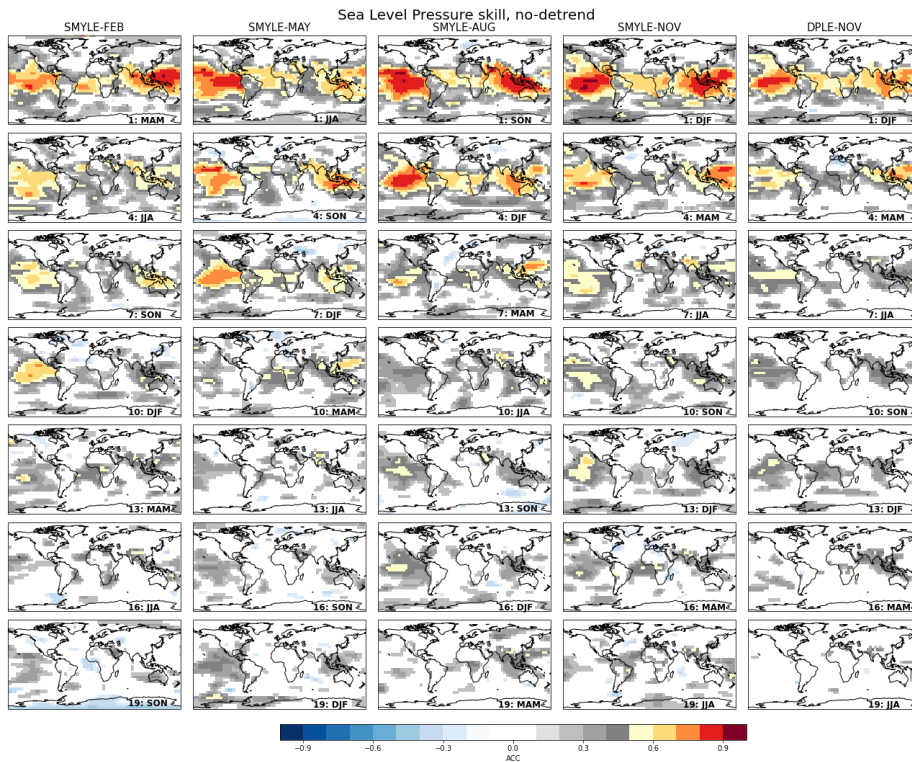 Sea Level Pressure skill, no-detrend
SMYLE-FEB SMYLE-MAY SMYLE-AUG SMYLE-NOV DPLE-NOV
1: MAM 1: JJA 1: SON 1: DJF 1: DJF
4: JJA 4: SON 4: DJF 4: MAM 4: MAM
7: SON 7: DJF 7: MAM 7: JJA 7: JJA
10: DJF 10: MAM 10: JJA 10: SON 10: SON
13: MAM 13: JJA 13: SON 13: DJF 13: DJF
16: JJA 16: SON 16: DJF 16: MAM 16: MAM
19: SON 19: DJF 19: MAM 19: JJA 19: JJA
−0.9 −0.6 −0.3 0.0 0.3 0.6 0.9
ACC